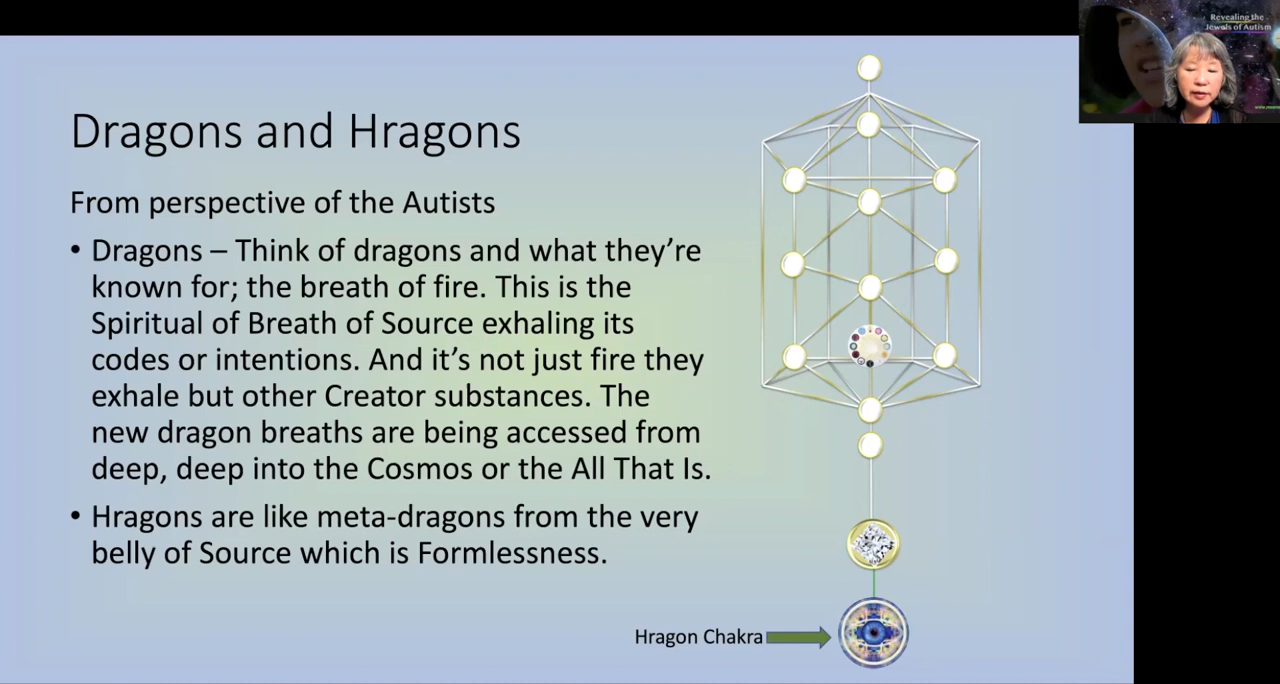 Revealing the
Jewels of Autism
Dragons and Hragons
From perspective of the Autists
• Dragons – Think of dragons and what they're
known for; the breath of fire. This is the
Spiritual of Breath of Source exhaling its
codes or intentions. And it's not just fire they
exhale but other Creator substances. The
new dragon breaths are being accessed from
deep, deep into the Cosmos or the All That Is.
• Hragons are like meta-dragons from the very
belly of Source which is Formlessness.
Hragon Chakra